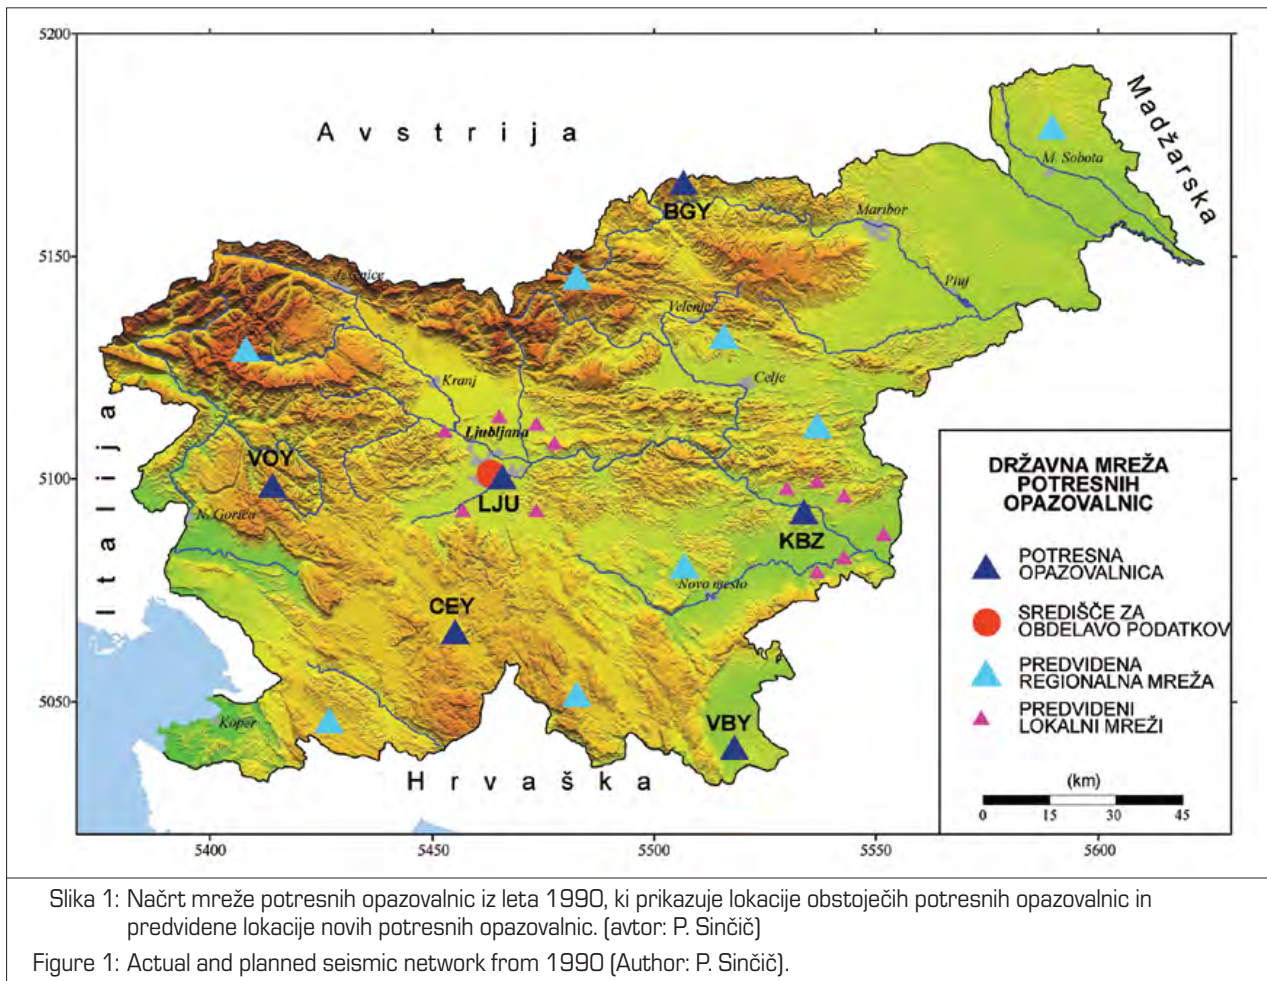 5200
5150
5100
5050
Avstrija
Madžarska
Italija
Hrvaška
M. Sobota
BGY
Maribor
Jesenice
Ptuj
Velenje
Kranj
Celje
Ljubljana
VOY
LJU
N. Gorica
KBZ
Novo mesto
CEY
Koper
VBY
DRŽAVNA MREŽA
POTRESNIH
OPAZOVALNIC
POTRESNA
OPAZOVALNICA
SREDIŠČE ZA
OBDELAVO PODATKOV
PREDVIDENA
REGIONALNA MREŽA
PREDVIDENI
LOKALNI MREŽI
(km)
0 15 30 45
5400 5450 5500 5550 5600
Slika 1: Načrt mreže potresnih opazovalnic iz leta 1990, ki prikazuje lokacije obstoječih potresnih opazovalnic in
predvidene lokacije novih potresnih opazovalnic. (avtor: P. Sinčič)
Figure 1: Actual and planned seismic network from 1990 (Author: P. Sinčič).